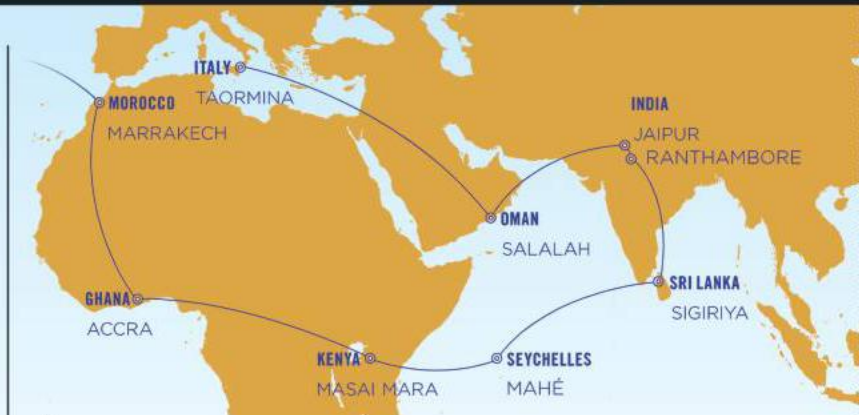 ITALY
TAORMINA
MOROCCO
MARRAKECH
INDIA
JAIPUR
RANTHAMBORE
OMAN
SALALAH
GHANA
ACCRA
SRI LANKA
SIGIRIYA
KENYA
MASAI MARA
SEYCHELLES
MAHÉ